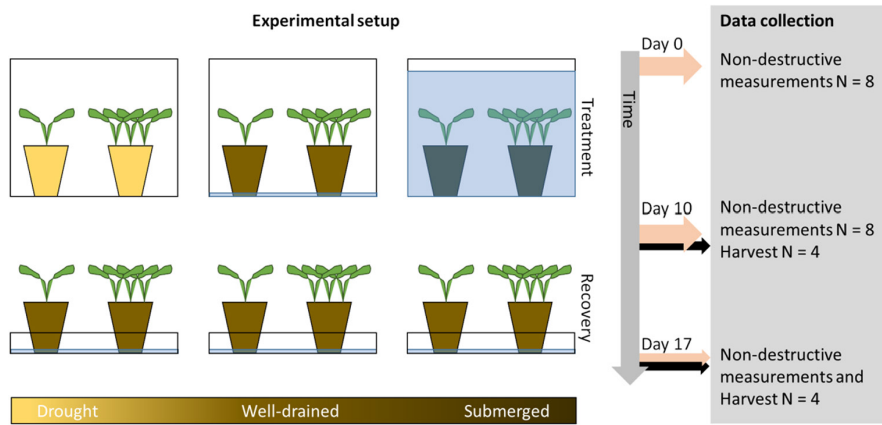 Experimental setup
Treatment
Recovery
Drought
Well-drained
Submerged
Time
Day 0
Day 10
Day 17
Data collection
Non-destructive
measurements N = 8
Non-destructive
measurements N = 8
Harvest N = 4
Non-destructive
measurements and
Harvest N = 4